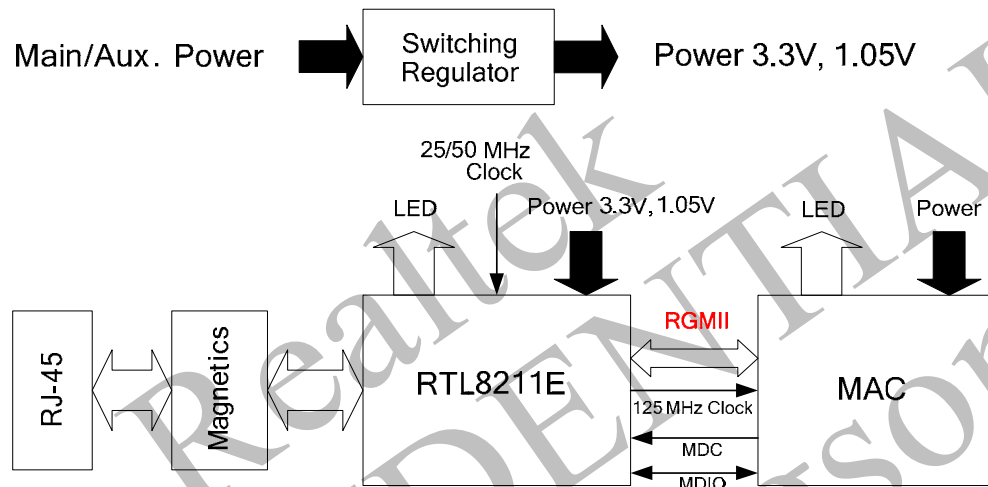 Main/Aux. Power
Switching
Regulator
Power 3.3V, 1.05V
25/50 MHz
Clock
LED
Power 3.3V, 1.05V
LED
Power
RJ-45
Magnetics
RTL8211E
RGMII
125 MHz Clock
MDC
MDIO
MAC
Realtek